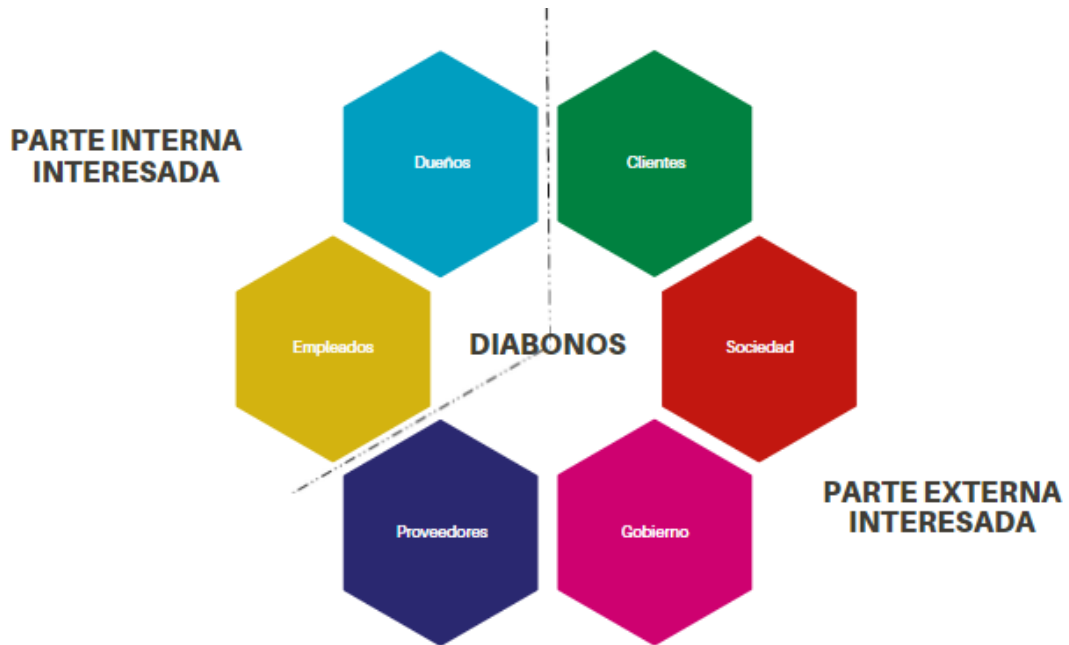 PARTE INTERNA
INTERESADA
Dueños
Clientes
Empleados
DIABONOS
Sociedad
Proveedores
Gobierno
PARTE EXTERNA
INTERESADA